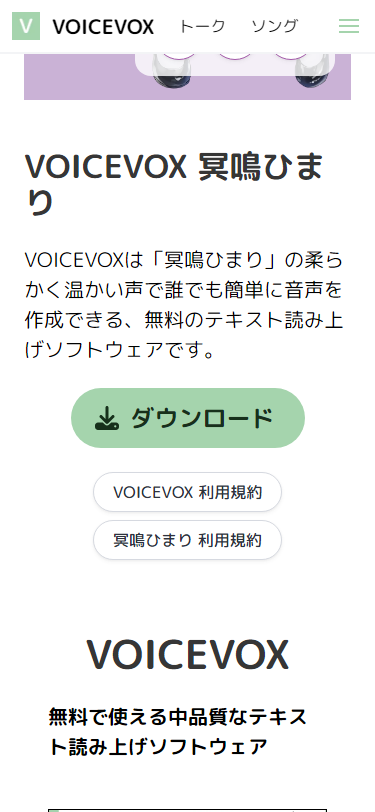 V VOICEVOX トーク ソング
VOICEVOX 冥鳴ひま
り
VOICEVOXは「冥鳴ひまり」の柔ら
かく温かい声で誰でも簡単に音声を
作成できる、無料のテキスト読み上
げソフトウェアです。
ダウンロード
VOICEVOX 利用規約
冥鳴ひまり 利用規約
VOICEVOX
無料で使える中品質なテキス
ト読み上げソフトウェア